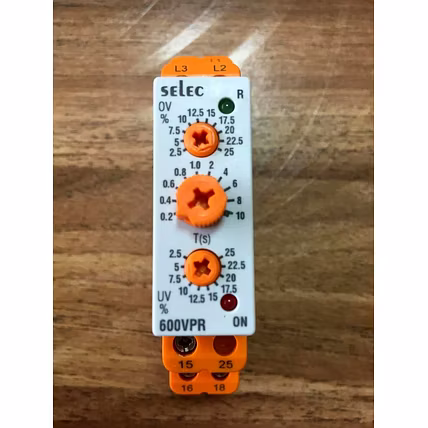 L3 L2
selec R
OV
%
10 12.5 15 17.5
7.5 20
5 22.5
2.5 25
0.8 1.0 2 4
0.6 6
0.4 8
0.2 10
T(s)
2.5 25
5 22.5
7.5 20
UV 10 12.5 15 17.5
%
600VPR ON
15 25
16 18